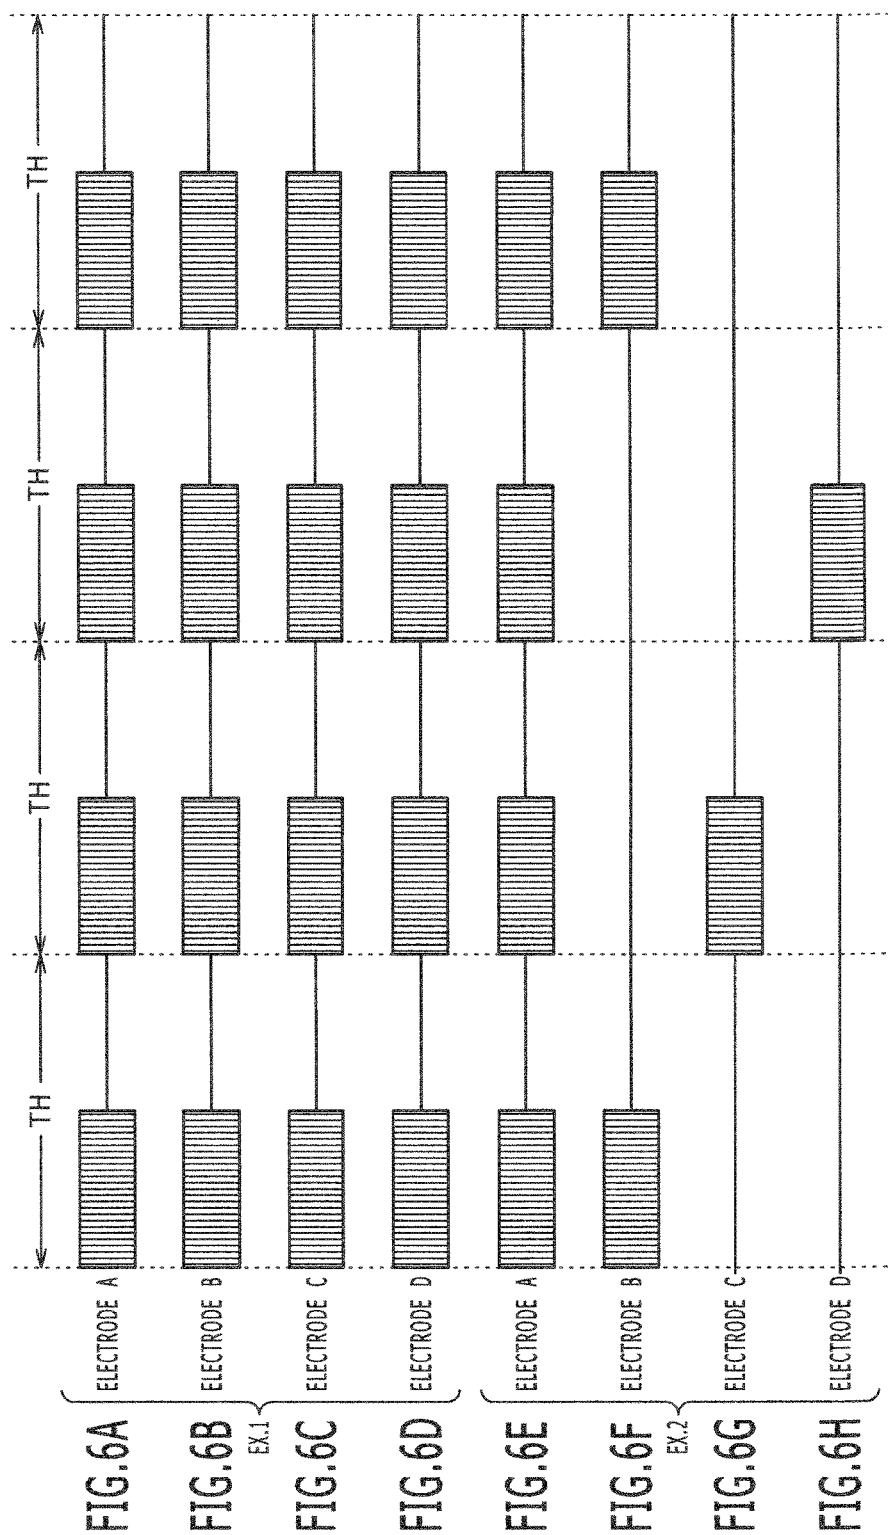 TH TH TH TH
FIG.6A ELECTRODE A
FIG.6B ELECTRODE B
EX.1
FIG.6C ELECTRODE C
FIG.6D ELECTRODE D
FIG.6E ELECTRODE A
FIG.6F ELECTRODE B
EX.2
FIG.6G ELECTRODE C
FIG.6H ELECTRODE D